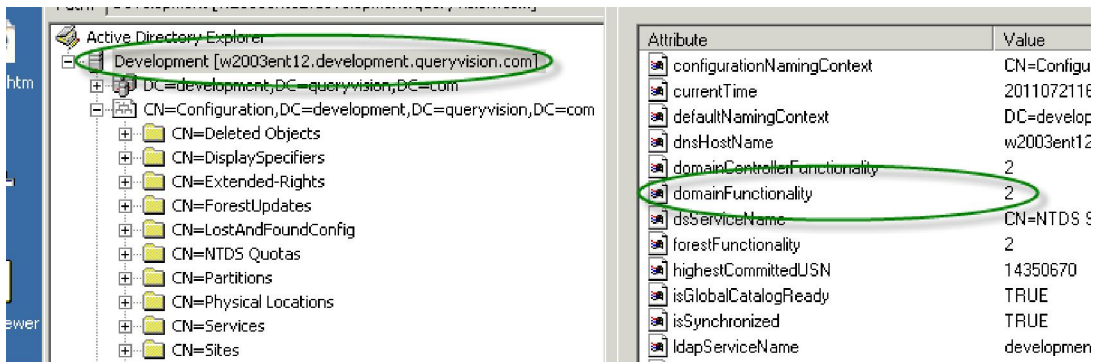 Active Directory Explorer
Development [w2003ent12.development.queryvision.com]
DC=development,DC=queryvision,DC=com
CN=Configuration,DC=development,DC=queryvision,DC=com
CN=Deleted Objects
CN=DisplaySpecifiers
CN=Extended-Rights
CN=ForestUpdates
CN=LostAndFoundConfig
CN=NTDS Quotas
CN=Partitions
CN=Physical Locations
CN=Services
CN=Sites
htm
ewer
Attribute Value
configurationNamingContext CN=Configu
currentTime 2011072116
defaultNamingContext DC=develop
dnsHostName w2003ent12
domainControllerFunctionality 2
domainFunctionality 2
dsServiceName CN=NTDS S
forestFunctionality 2
highestCommittedUSN 14350670
isGlobalCatalogReady TRUE
isSynchronized TRUE
ldapServiceName developmen